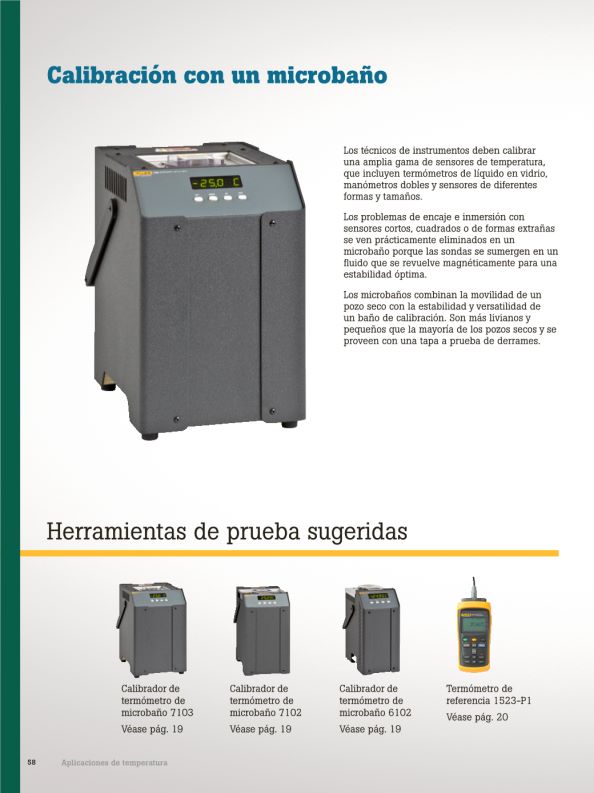 Calibración con un microbaño
-25.0 C
Los técnicos de instrumentos deben calibrar
una amplia gama de sensores de temperatura,
que incluyen termómetros de líquido en vidrio,
manómetros dobles y sensores de diferentes
formas y tamaños.
Los problemas de encaje e inmersión con
sensores cortos, cuadrados o de formas extrañas
se ven prácticamente eliminados en un
microbaño porque las sondas se sumergen en un
fluido que se revuelve magnéticamente para una
estabilidad óptima.
Los microbaños combinan la movilidad de un
pozo seco con la estabilidad y versatilidad de
un baño de calibración. Son más livianos y
pequeños que la mayoría de los pozos secos y se
proveen con una tapa a prueba de derrames.
Herramientas de prueba sugeridas
Calibrador de
termómetro de
microbaño 7103
Véase pág. 19
Calibrador de
termómetro de
microbaño 7102
Véase pág. 19
Calibrador de
termómetro de
microbaño 6102
Véase pág. 19
Termómetro de
referencia 1523-P1
Véase pág. 20
58 Aplicaciones de temperatura